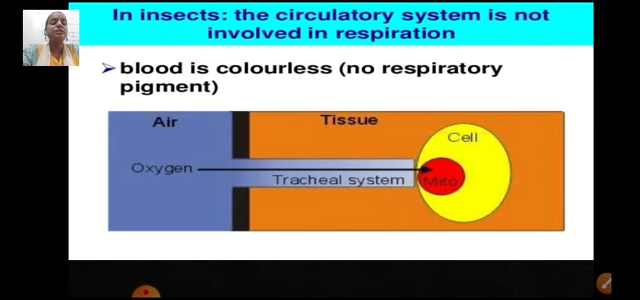 In insects: the circulatory system is not
involved in respiration
➢blood is colourless (no respiratory
pigment)
Air
Tissue
Cell
Oxygen
Tracheal system
Mito